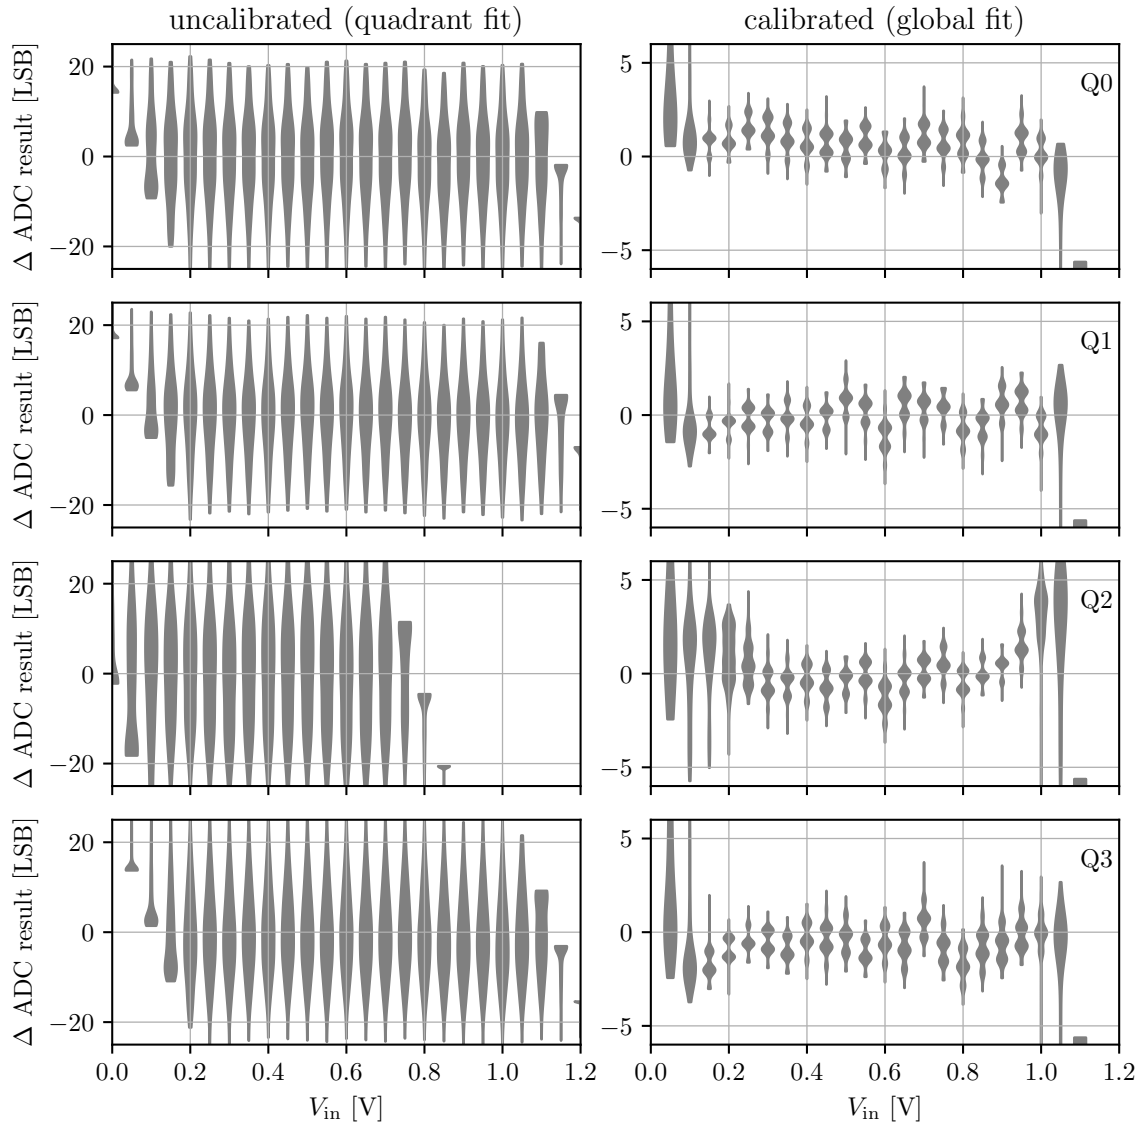 uncalibrated (quadrant fit) calibrated (global fit)
Δ ADC result [LSB]
20
0
−20
5
0
−5
Q0
Δ ADC result [LSB]
20
0
−20
5
0
−5
Q1
Δ ADC result [LSB]
20
0
−20
5
0
−5
Q2
Δ ADC result [LSB]
20
0
−20
5
0
−5
Q3
0.0 0.2 0.4 0.6 0.8 1.0 1.2 0.0 0.2 0.4 0.6 0.8 1.0 1.2
Vin [V] Vin [V]